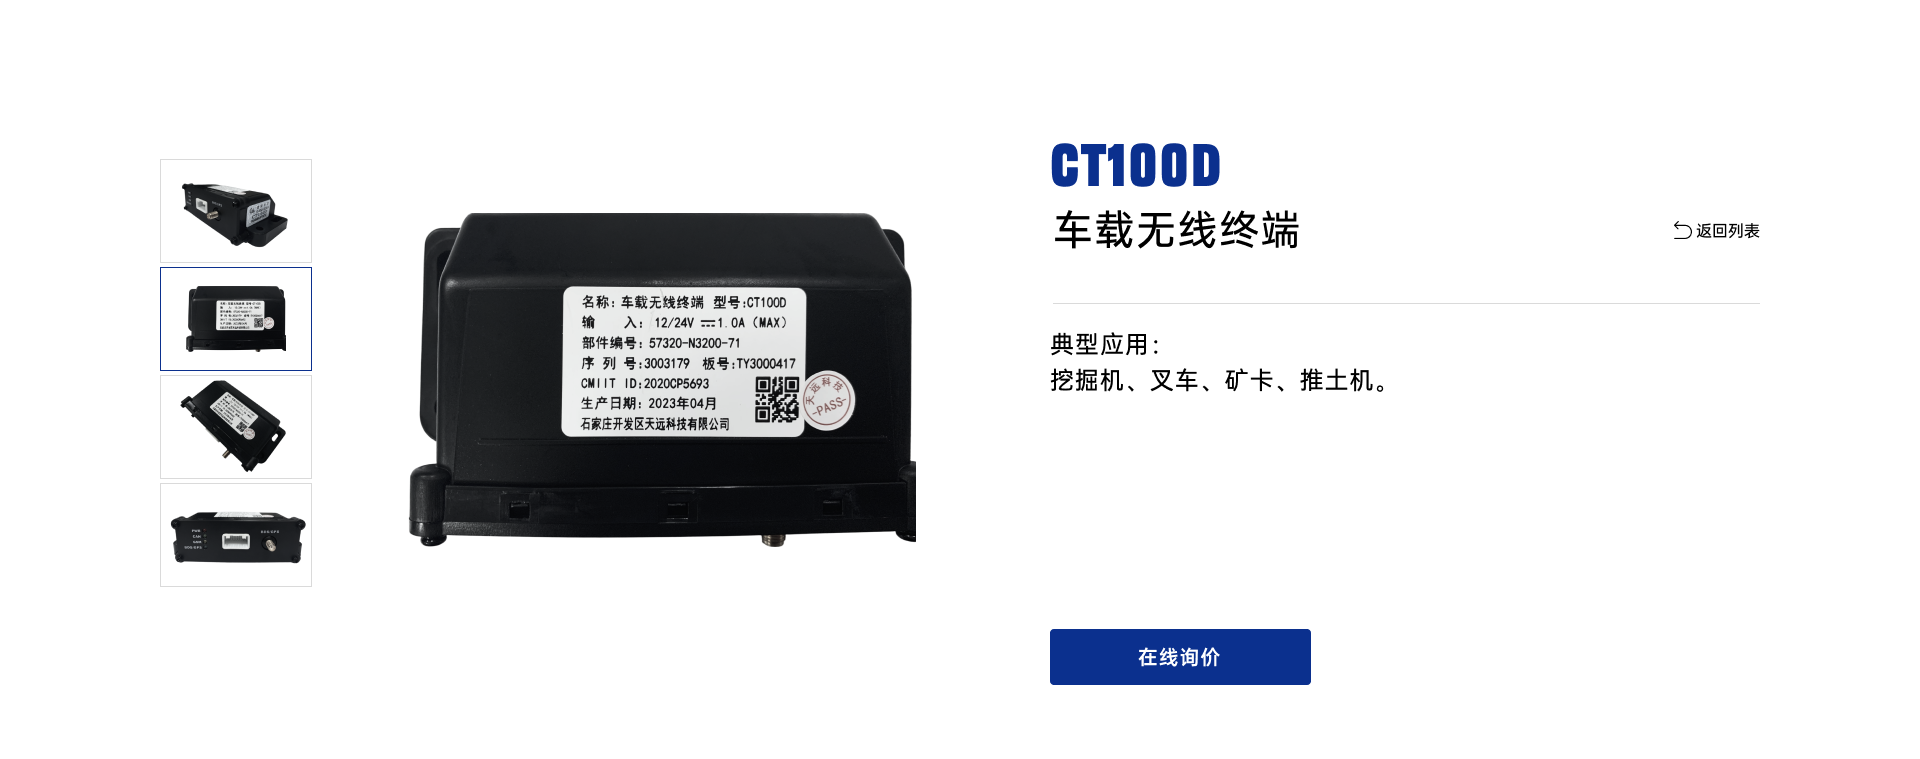 CT100D
车载无线终端
返回列表
典型应用：
挖掘机、叉车、矿卡、推土机。
在线询价
名称：车载无线终端 型号:CT100D
输 入： 12/24V ⎓1.0A（MAX）
部件编号：57320-N3200-71
序 列 号:3003179 板号:TY3000417
CMIIT ID:2020CP5693
生产日期：2023年04月
石家庄开发区天远科技有限公司
天远科技
-PASS-